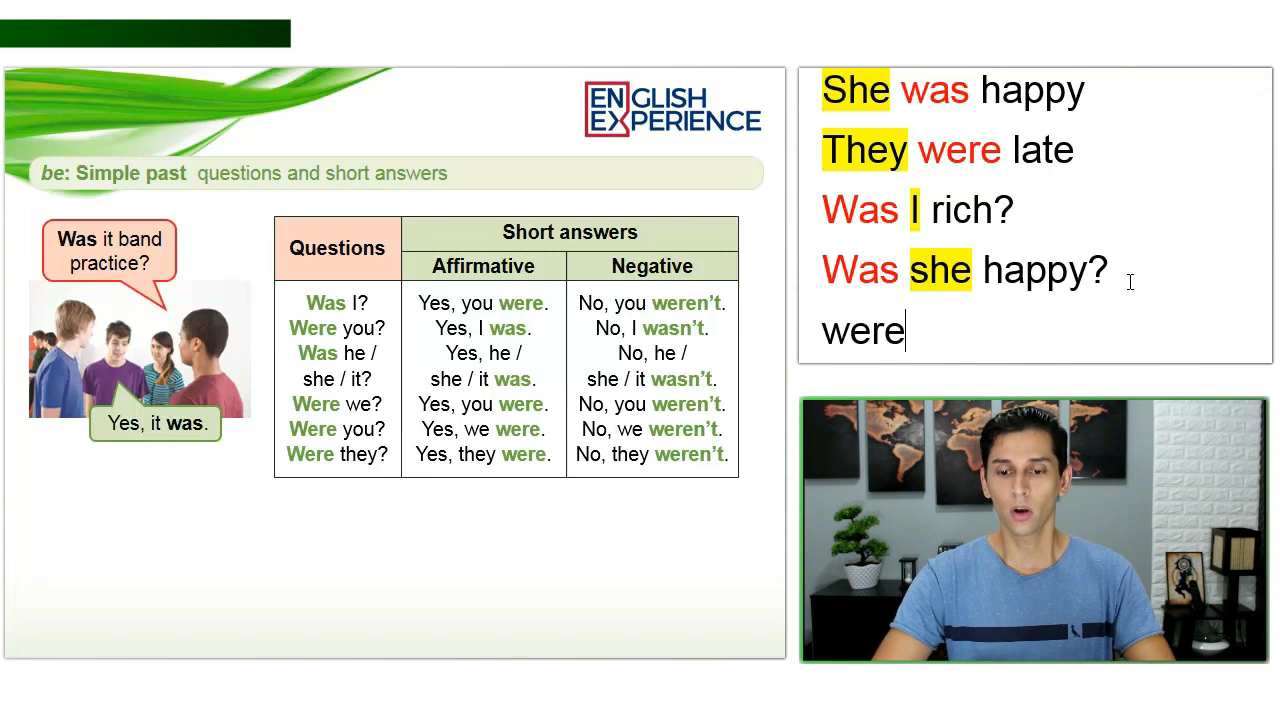 ENGLISH
EXPERIENCE
be: Simple past questions and short answers
Was it band
practice?
Yes, it was.
Questions
Short answers
Affirmative
Negative
Was I?
Yes, you were.
No, you weren't.
Were you?
Yes, I was.
No, I wasn't.
Was he /
Yes, he /
No, he /
she / it?
she / it was.
she / it wasn't.
Were we?
Yes, you were.
No, you weren't.
Were you?
Yes, we were.
No, we weren't.
Were they?
Yes, they were.
No, they weren't.
She was happy
They were late
Was I rich?
Was she happy?
were